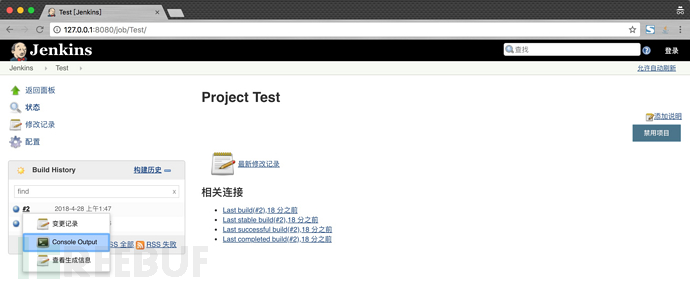 Test [Jenkins]
127.0.0.1:8080/job/Test/
Jenkins
查找
登录
Jenkins › Test ›
允许自动刷新
返回面板
状态
修改记录
配置
Project Test
添加说明
禁用项目
最新修改记录
相关连接
Last build(#2),18 分之前
Last stable build(#2),18 分之前
Last successful build(#2),18 分之前
Last completed build(#2),18 分之前
Build History
构建历史
find
x
#2 2018-4-28 上午1:47
变更记录
Console Output
查看生成信息
RSS 全部 RSS 失败
REEBUF